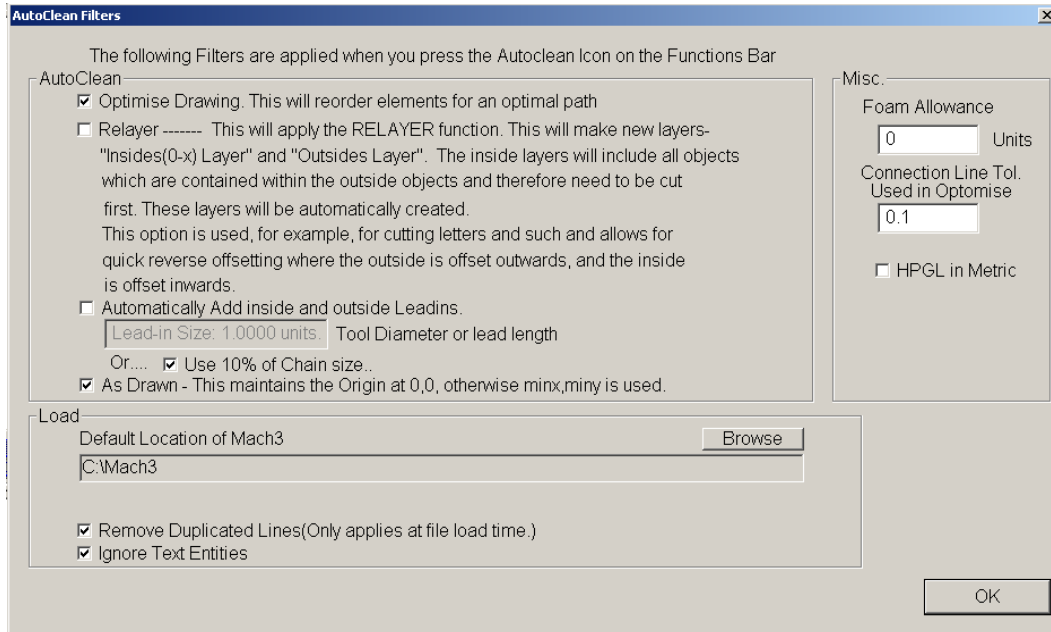 AutoClean Filters
The following Filters are applied when you press the Autoclean Icon on the Functions Bar
AutoClean
Optimise Drawing. This will reorder elements for an optimal path
Relayer ------- This will apply the RELAYER function. This will make new layers-
"Insides(0-x) Layer" and "Outsides Layer". The inside layers will include all objects
which are contained within the outside objects and therefore need to be cut
first. These layers will be automatically created.
This option is used, for example, for cutting letters and such and allows for
quick reverse offsetting where the outside is offset outwards, and the inside
is offset inwards.
Automatically Add inside and outside Leadins.
Lead-in Size: 1.0000 units. Tool Diameter or lead length
Or.... Use 10% of Chain size..
As Drawn - This maintains the Origin at 0,0, otherwise minx,miny is used.
Misc.
Foam Allowance
0 Units
Connection Line Tol.
Used in Optomise
0.1
HPGL in Metric
Load
Default Location of Mach3
Browse
C:\Mach3
Remove Duplicated Lines(Only applies at file load time.)
Ignore Text Entities
OK